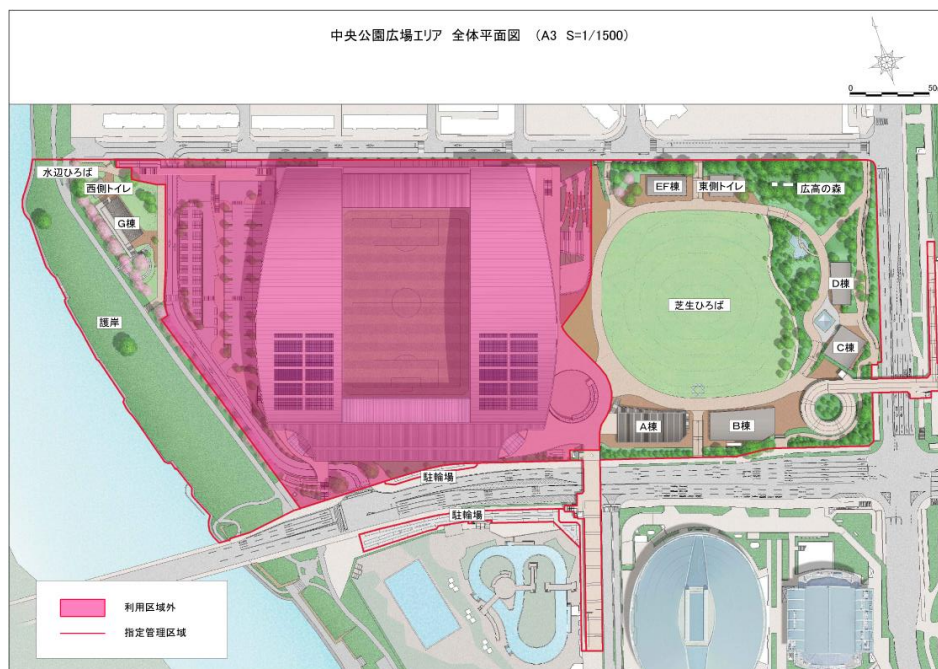 中央公園広場エリア 全体平面図 （A3 S=1/1500）
0 50
水辺ひろば
西側トイレ
G棟
護岸
EF棟
東側トイレ
広高の森
芝生ひろば
D棟
C棟
A棟
B棟
駐輪場
駐輪場
利用区域外
指定管理区域